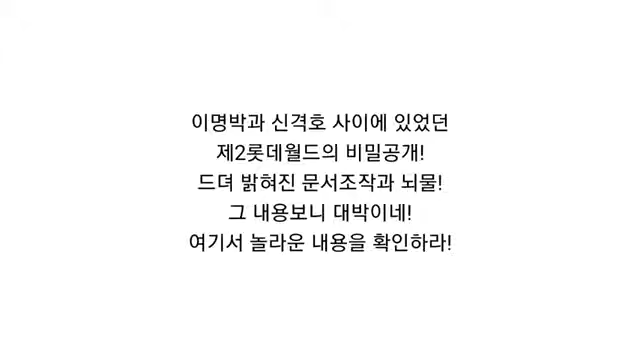 이명박과 신격호 사이에 있었던
제2롯데월드의 비밀공개!
드뎌 밝혀진 문서조작과 뇌물!
그 내용보니 대박이네!
여기서 놀라운 내용을 확인하라!